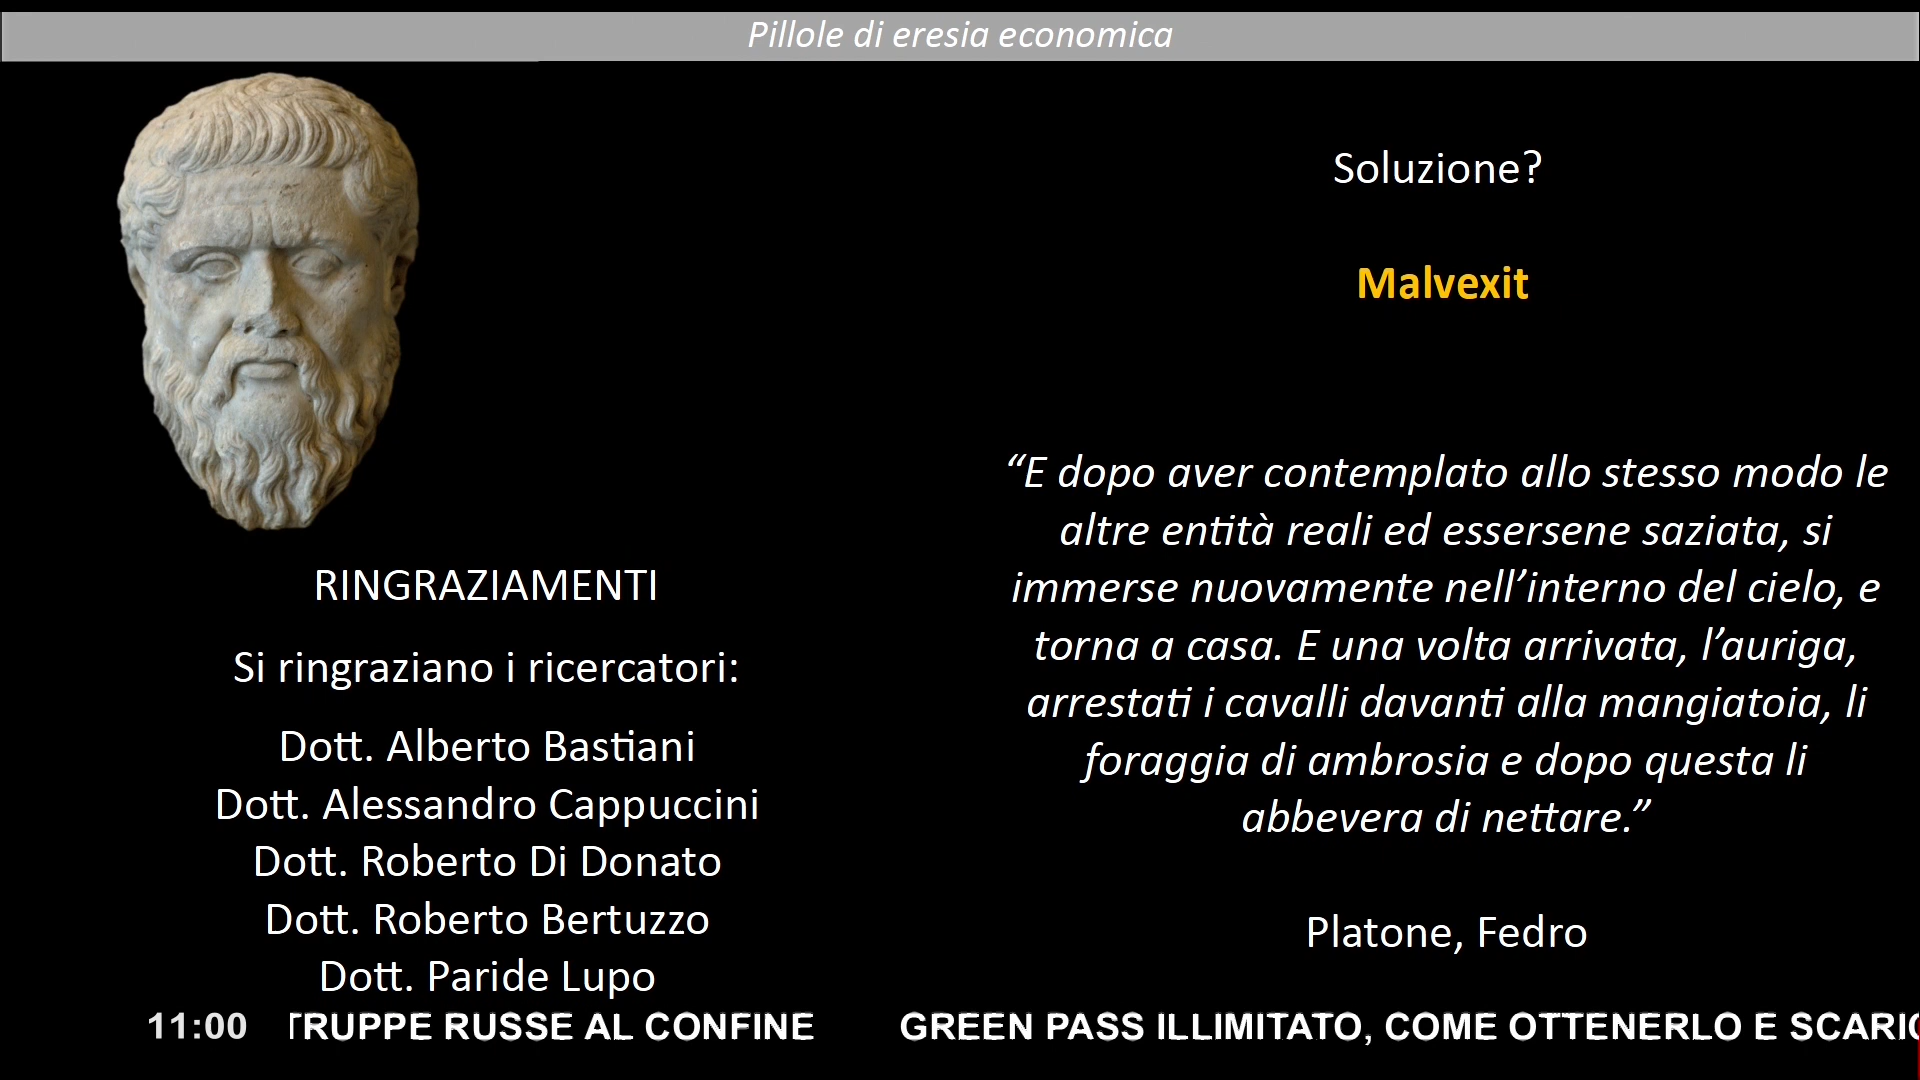 Pillole di eresia economica
Soluzione?
Malvexit
“E dopo aver contemplato allo stesso modo le
altre entità reali ed essersene saziata, si
immerse nuovamente nell’interno del cielo, e
torna a casa. E una volta arrivata, l’auriga,
arrestati i cavalli davanti alla mangiatoia, li
foraggia di ambrosia e dopo questa li
abbevera di nettare.”
Platone, Fedro
RINGRAZIAMENTI
Si ringraziano i ricercatori:
Dott. Alberto Bastiani
Dott. Alessandro Cappuccini
Dott. Roberto Di Donato
Dott. Roberto Bertuzzo
Dott. Paride Lupo
11:00 TRUPPE RUSSE AL CONFINE GREEN PASS ILLIMITATO, COME OTTENERLO E